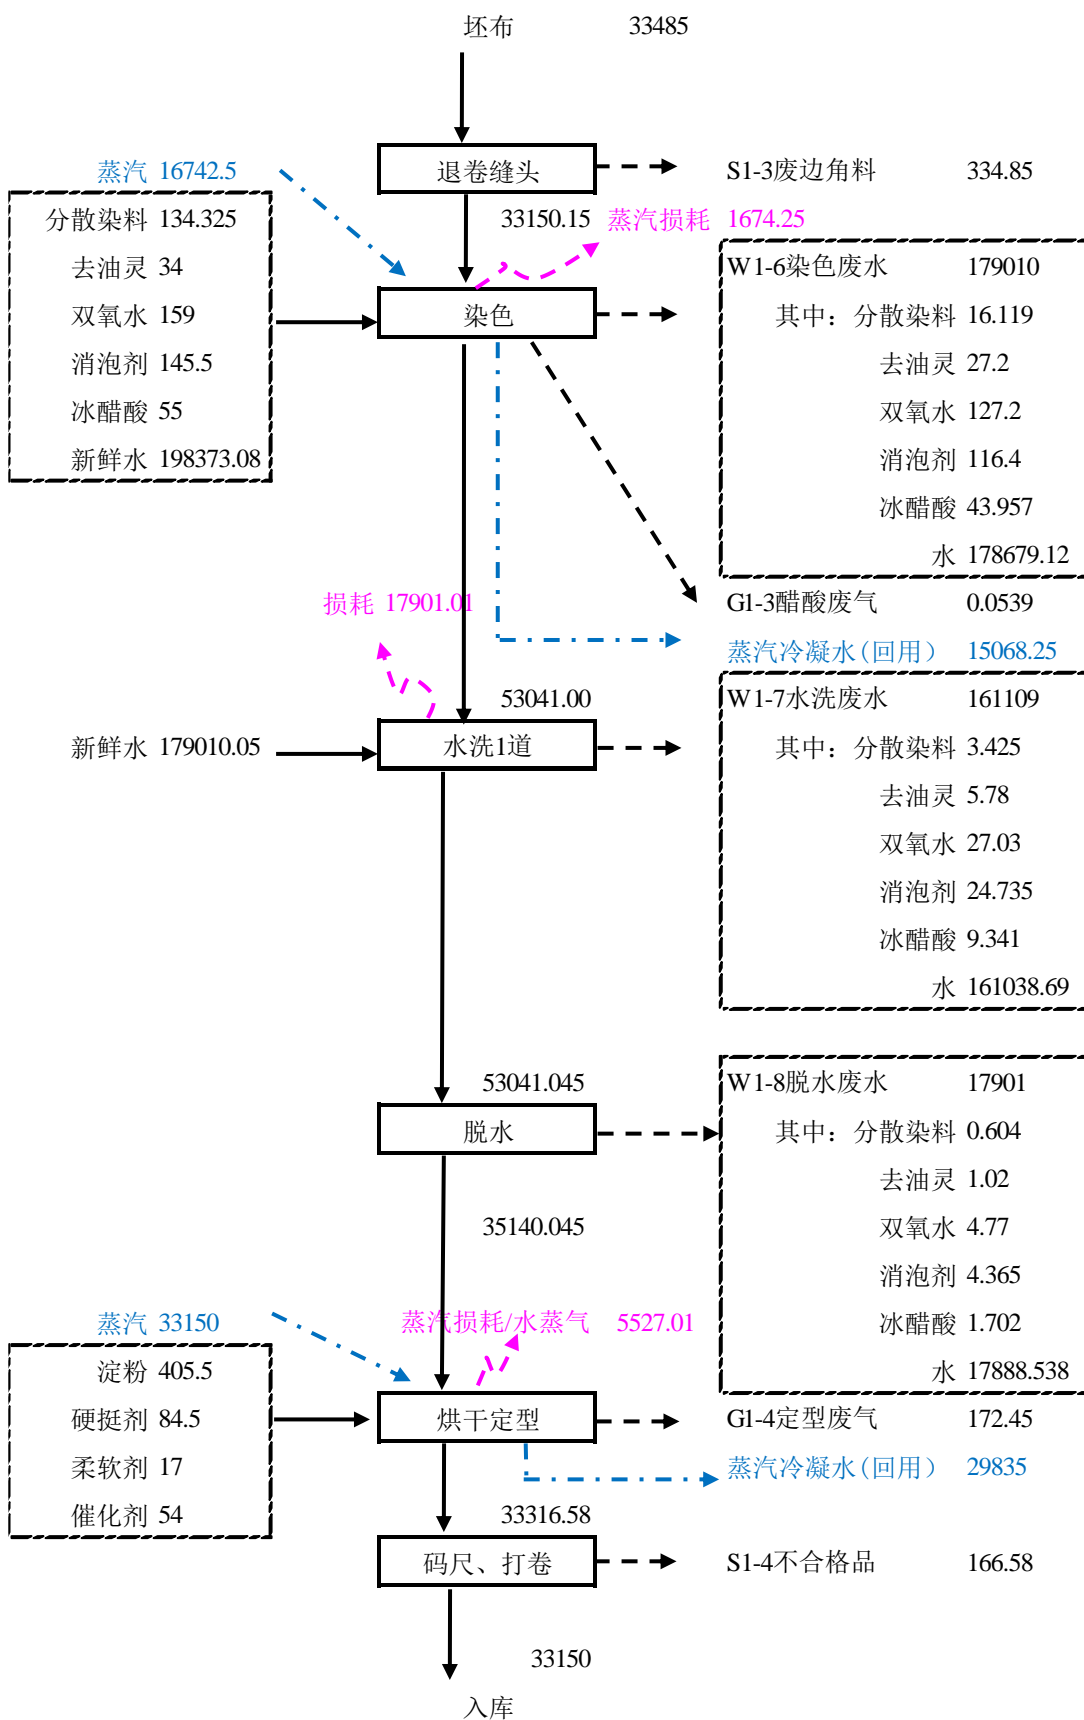 坯布 33485
退卷缝头
S1-3废边角料 334.85
蒸汽 16742.5
33150.15
蒸汽损耗 1674.25
分散染料 134.325
去油灵 34
双氧水 159
消泡剂 145.5
冰醋酸 55
新鲜水 198373.08
染色
W1-6染色废水 179010
其中：分散染料 16.119
去油灵 27.2
双氧水 127.2
消泡剂 116.4
冰醋酸 43.957
水 178679.12
G1-3醋酸废气 0.0539
蒸汽冷凝水(回用） 15068.25
损耗 17901.01
53041.00
新鲜水 179010.05
水洗1道
W1-7水洗废水 161109
其中：分散染料 3.425
去油灵 5.78
双氧水 27.03
消泡剂 24.735
冰醋酸 9.341
水 161038.69
53041.045
脱水
W1-8脱水废水 17901
其中：分散染料 0.604
去油灵 1.02
双氧水 4.77
消泡剂 4.365
冰醋酸 1.702
水 17888.538
35140.045
蒸汽 33150
蒸汽损耗/水蒸气 5527.01
淀粉 405.5
硬挺剂 84.5
柔软剂 17
催化剂 54
烘干定型
G1-4定型废气 172.45
蒸汽冷凝水(回用） 29835
33316.58
码尺、打卷
S1-4不合格品 166.58
33150
入库